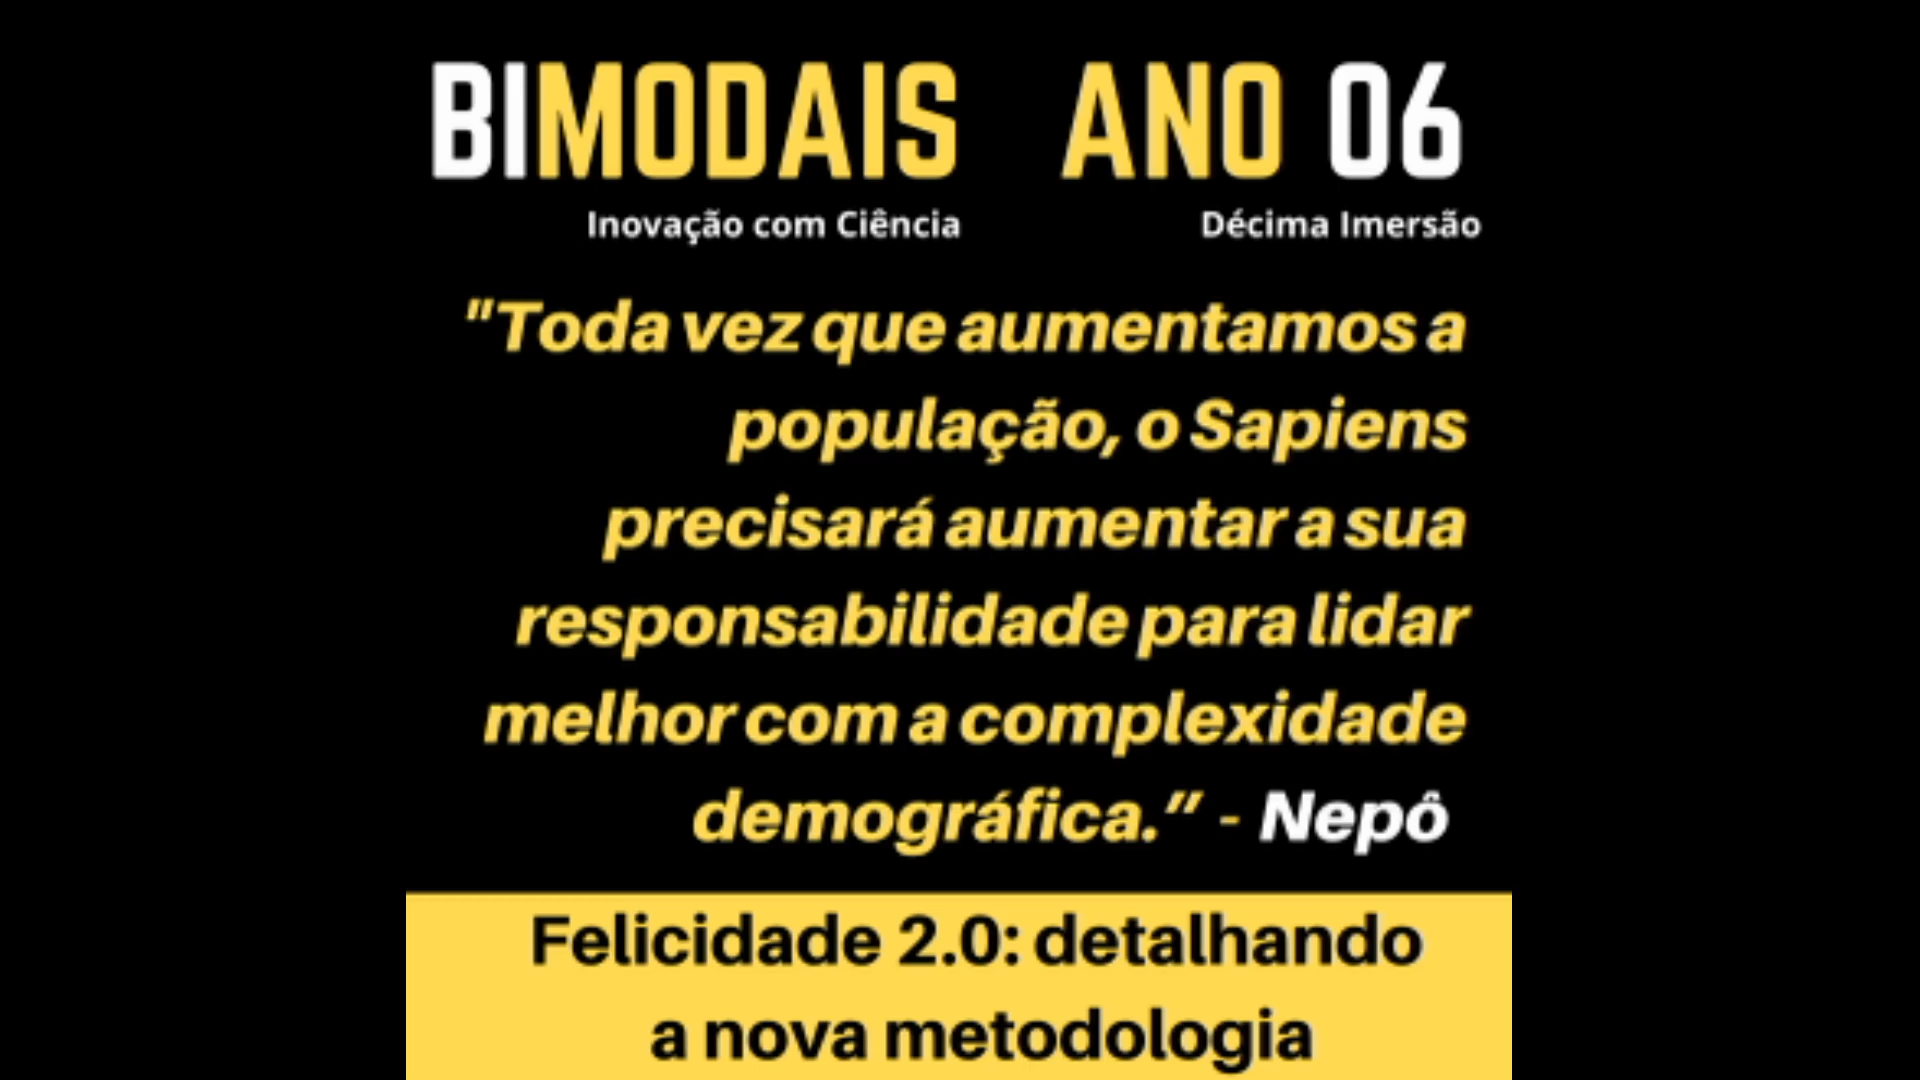 BIMODAIS ANO 06
Inovação com Ciência Décima Imersão
"Toda vez que aumentamos a
população, o Sapiens
precisará aumentar a sua
responsabilidade para lidar
melhor com a complexidade
demográfica.” - Nepô
Felicidade 2.0: detalhando
a nova metodologia